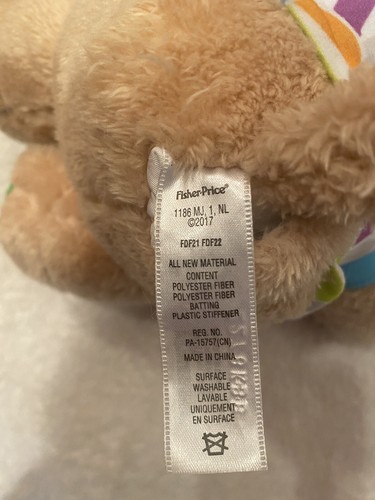 Fisher-Price®
1186 MJ, 1, NL
©2017
FDF21 FDF22
ALL NEW MATERIAL
CONTENT
POLYESTER FIBER
POLYESTER FIBER
BATTING
PLASTIC STIFFENER
REG. NO.
PA-15757(CN)
MADE IN CHINA
SURFACE
WASHABLE
LAVABLE
UNIQUEMENT
EN SURFACE